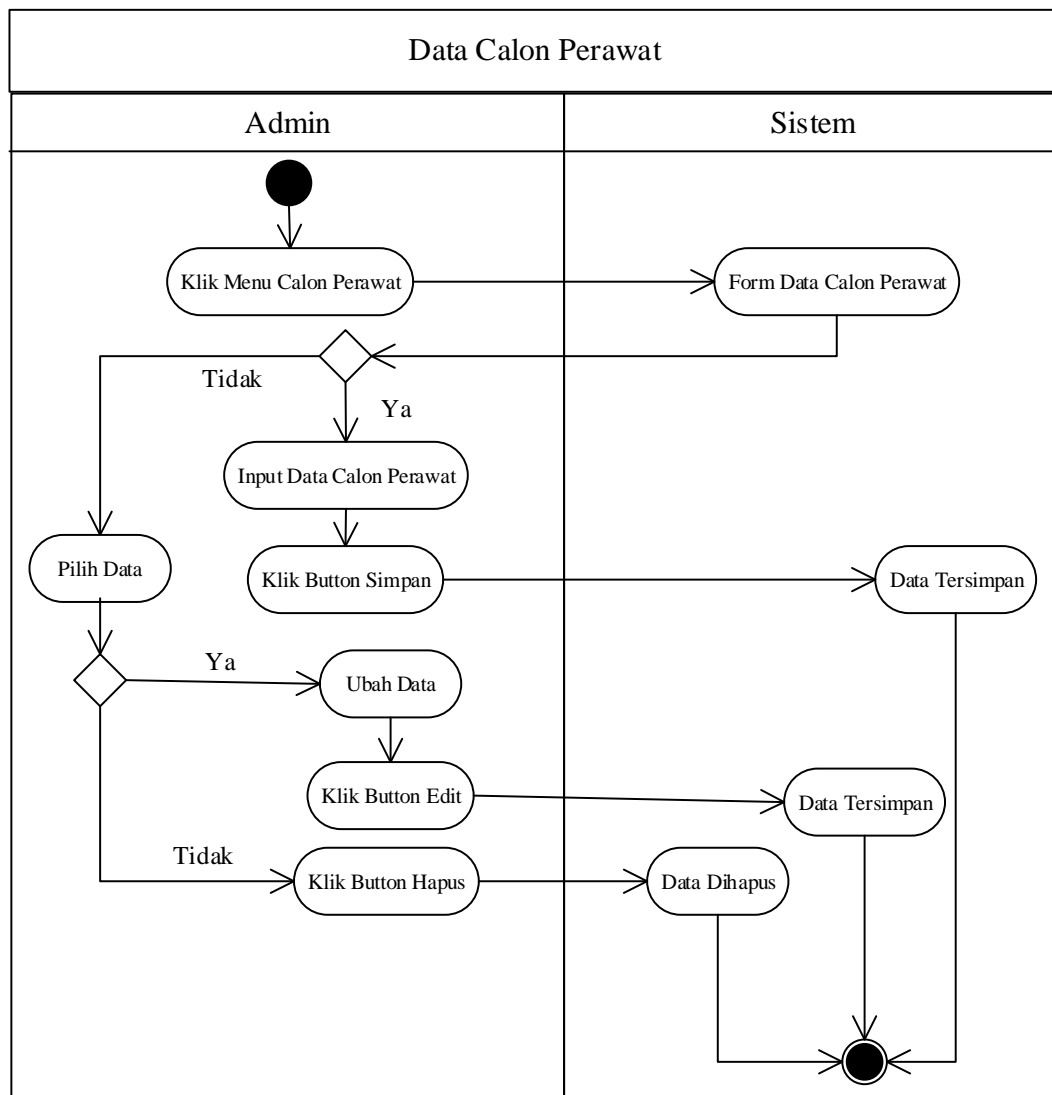 Data Calon Perawat
Admin
Sistem
Klik Menu Calon Perawat
Form Data Calon Perawat
Tidak
Ya
Input Data Calon Perawat
Pilih Data
Klik Button Simpan
Data Tersimpan
Ya
Ubah Data
Klik Button Edit
Data Tersimpan
Tidak
Klik Button Hapus
Data Dihapus